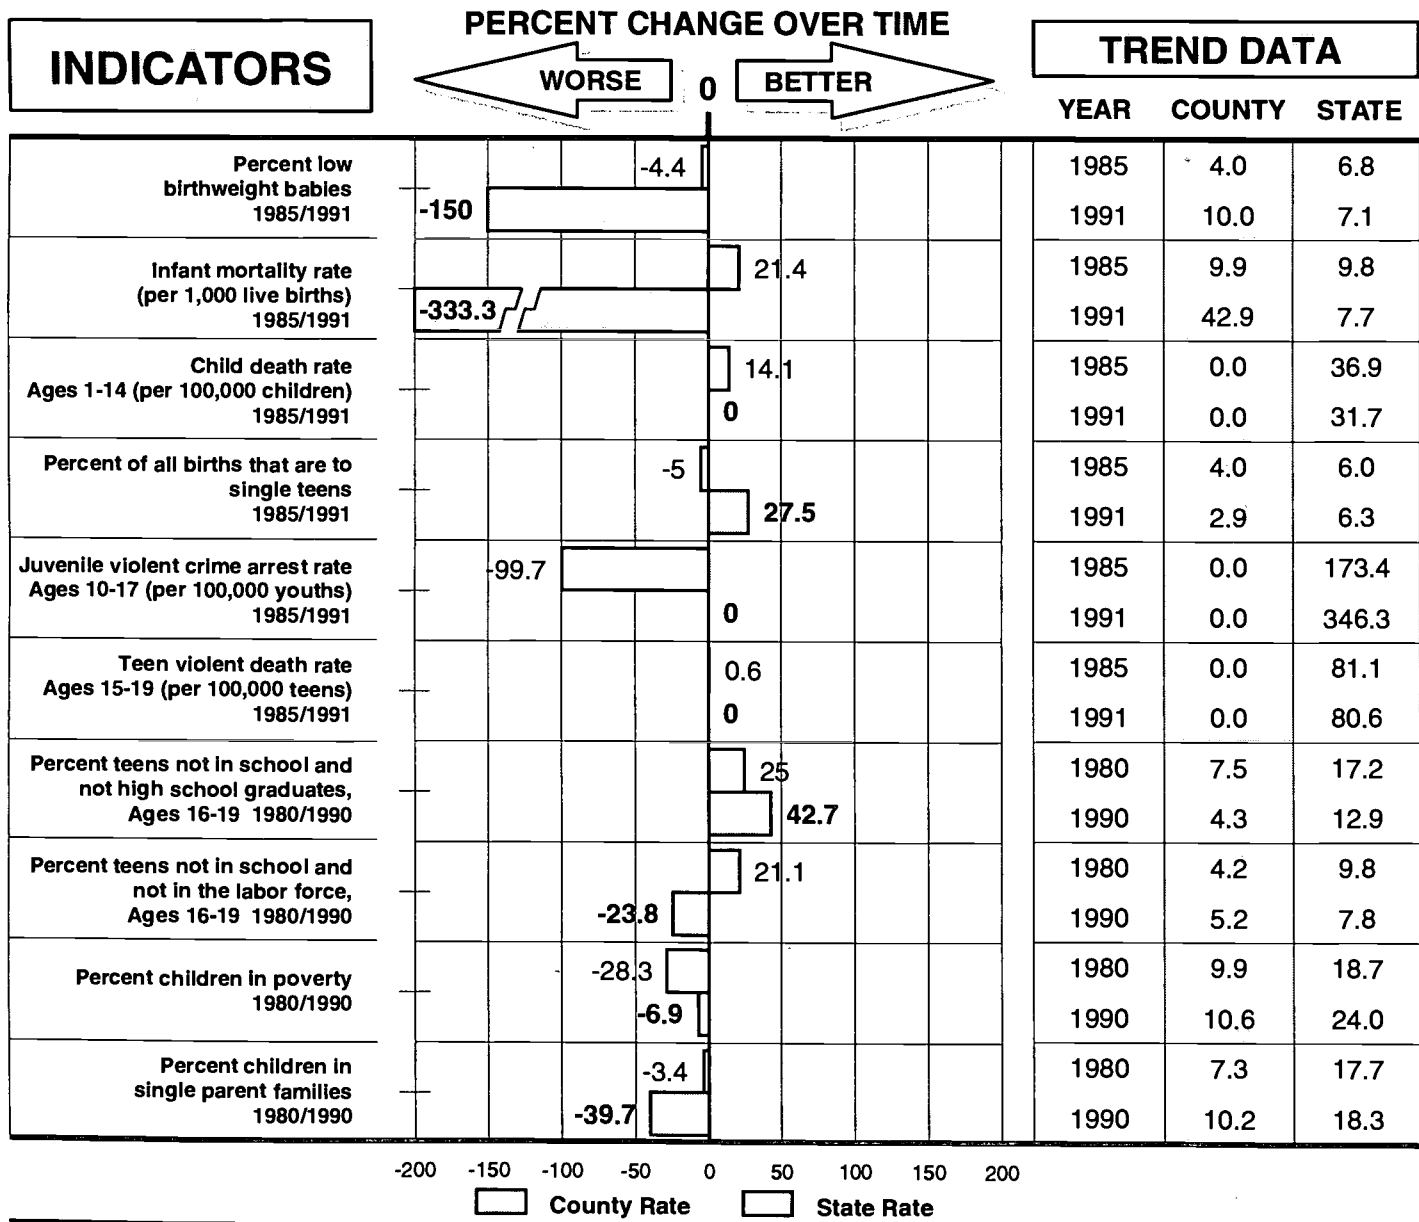 PERCENT CHANGE OVER TIME
INDICATORS
WORSE
0
BETTER
TREND DATA
YEAR COUNTY STATE
Percent low
birthweight babies
1985/1991
-4.4
-150
1985 4.0 6.8
1991 10.0 7.1
Infant mortality rate
(per 1,000 live births)
1985/1991
21.4
-333.3
1985 9.9 9.8
1991 42.9 7.7
Child death rate
Ages 1-14 (per 100,000 children)
1985/1991
14.1
0
1985 0.0 36.9
1991 0.0 31.7
Percent of all births that are to
single teens
1985/1991
-5
27.5
1985 4.0 6.0
1991 2.9 6.3
Juvenile violent crime arrest rate
Ages 10-17 (per 100,000 youths)
1985/1991
-99.7
0
1985 0.0 173.4
1991 0.0 346.3
Teen violent death rate
Ages 15-19 (per 100,000 teens)
1985/1991
0.6
0
1985 0.0 81.1
1991 0.0 80.6
Percent teens not in school and
not high school graduates,
Ages 16-19 1980/1990
25
42.7
1980 7.5 17.2
1990 4.3 12.9
Percent teens not in school and
not in the labor force,
Ages 16-19 1980/1990
21.1
-23.8
1980 4.2 9.8
1990 5.2 7.8
Percent children in poverty
1980/1990
-28.3
-6.9
1980 9.9 18.7
1990 10.6 24.0
Percent children in
single parent families
1980/1990
-3.4
-39.7
1980 7.3 17.7
1990 10.2 18.3
-200 -150 -100 -50 0 50 100 150 200
County Rate State Rate